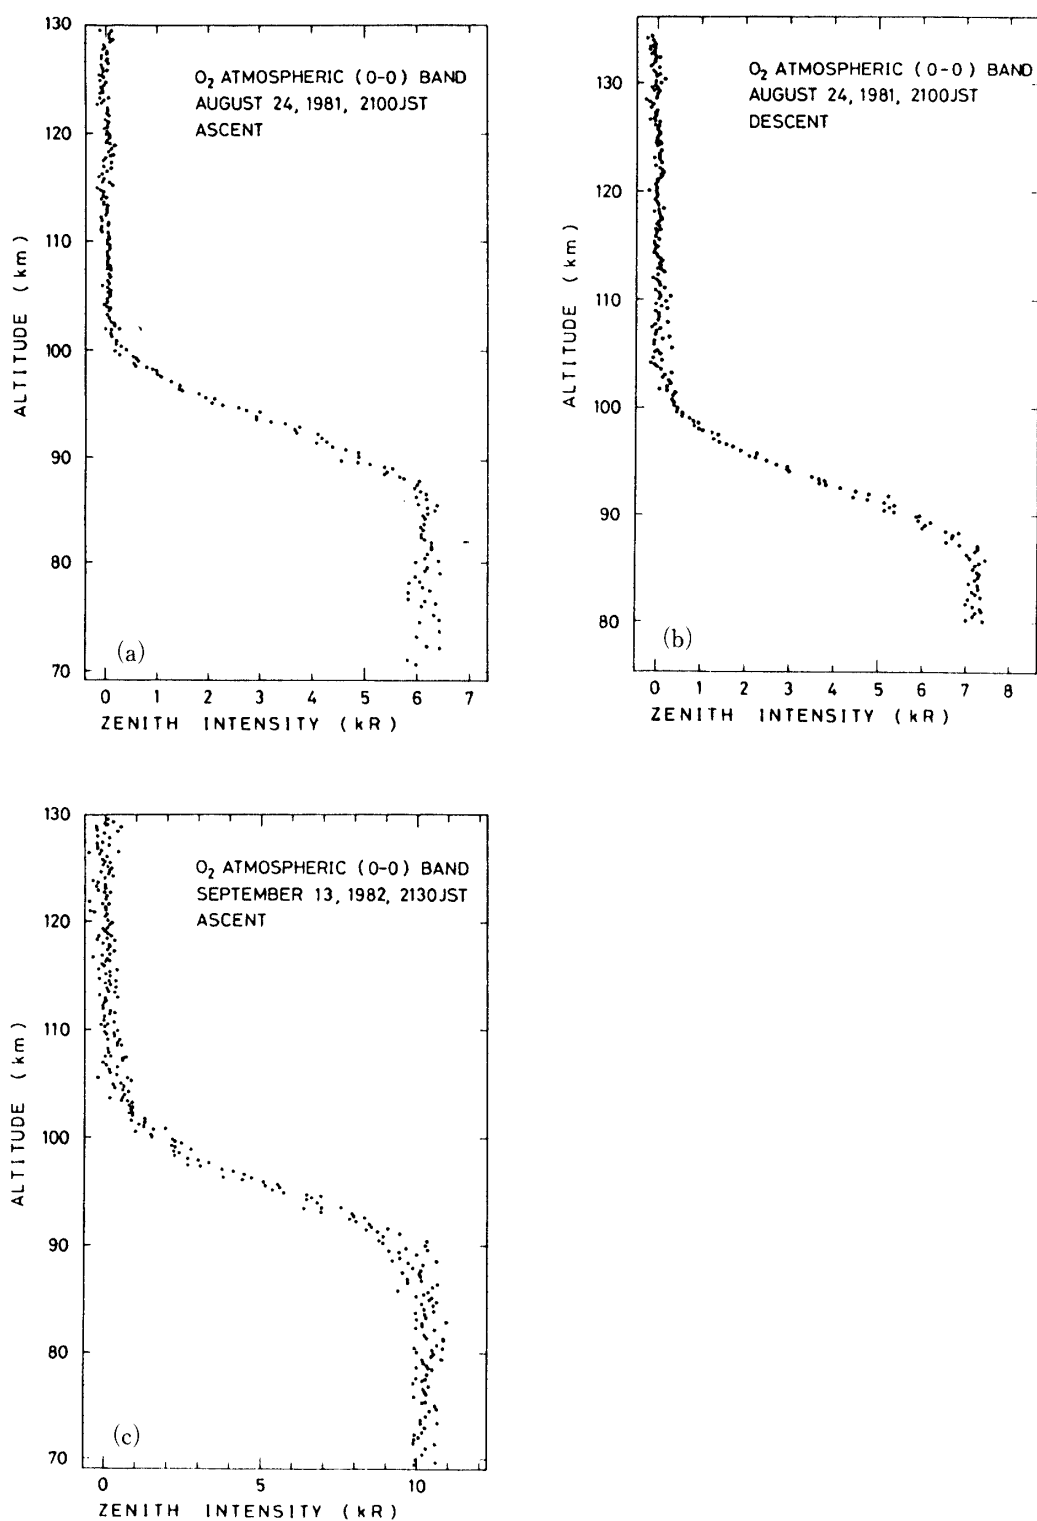 130
120
110
100
90
80
70
ALTITUDE (km)
O2 ATMOSPHERIC (0-0) BAND
AUGUST 24, 1981, 2100JST
ASCENT
(a)
0 1 2 3 4 5 6 7
ZENITH INTENSITY (kR)
130
120
110
100
90
80
ALTITUDE (km)
O2 ATMOSPHERIC (0-0) BAND
AUGUST 24, 1981, 2100JST
DESCENT
(b)
0 1 2 3 4 5 6 7 8
ZENITH INTENSITY (kR)
130
120
110
100
90
80
70
ALTITUDE (km)
O2 ATMOSPHERIC (0-0) BAND
SEPTEMBER 13, 1982, 2130JST
ASCENT
(c)
0 5 10
ZENITH INTENSITY (kR)